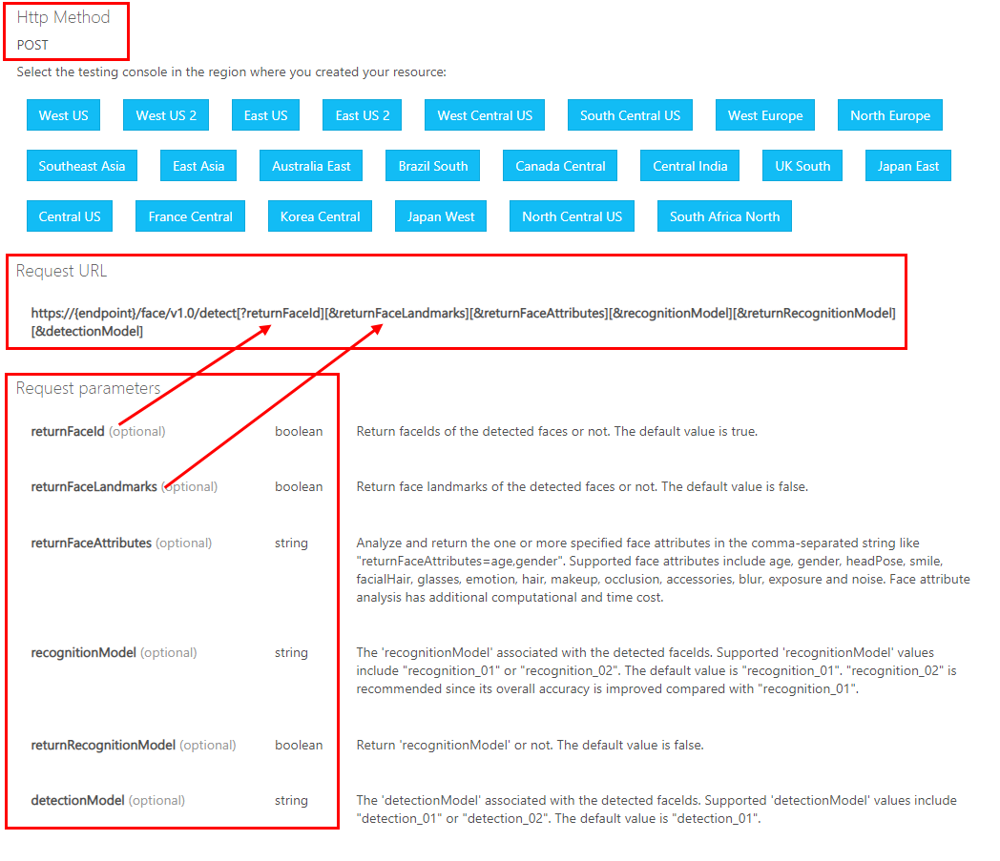 Http Method
POST
Select the testing console in the region where you created your resource:
West US West US 2 East US East US 2 West Central US South Central US West Europe North Europe
Southeast Asia East Asia Australia East Brazil South Canada Central Central India UK South Japan East
Central US France Central Korea Central Japan West North Central US South Africa North
Request URL
https://{endpoint}/face/v1.0/detect[?returnFaceId][&returnFaceLandmarks][&returnFaceAttributes][&recognitionModel][&returnRecognitionModel]
[&detectionModel]
Request parameters
returnFaceId (optional) boolean Return faceIds of the detected faces or not. The default value is true.
returnFaceLandmarks (optional) boolean Return face landmarks of the detected faces or not. The default value is false.
returnFaceAttributes (optional) string Analyze and return the one or more specified face attributes in the comma-separated string like
"returnFaceAttributes=age,gender". Supported face attributes include age, gender, headPose, smile,
facialHair, glasses, emotion, hair, makeup, occlusion, accessories, blur, exposure and noise. Face attribute
analysis has additional computational and time cost.
recognitionModel (optional) string The 'recognitionModel' associated with the detected faceIds. Supported 'recognitionModel' values
include "recognition_01" or "recognition_02". The default value is "recognition_01". "recognition_02" is
recommended since its overall accuracy is improved compared with "recognition_01".
returnRecognitionModel (optional) boolean Return 'recognitionModel' or not. The default value is false.
detectionModel (optional) string The 'detectionModel' associated with the detected faceIds. Supported 'detectionModel' values include
"detection_01" or "detection_02". The default value is "detection_01".